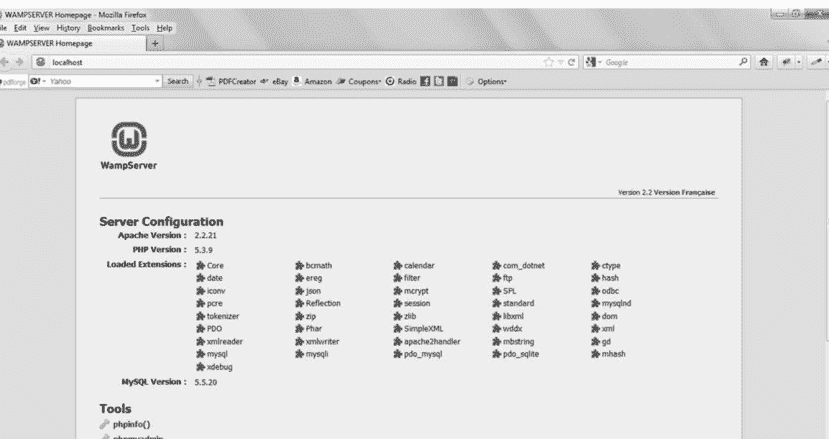 WAMPSERVER Homepage - Mozilla Firefox
Edit View History Bookmarks Tools Help
WAMPSERVER Homepage +
localhost Google
pdfforge Yahoo Search PDFCreator eBay Amazon Coupons Radio Options
W
WampServer
Version 2.2 Version Française
Server Configuration
Apache Version : 2.2.21
PHP Version : 5.3.9
Loaded Extensions : Core bcmath calendar com_dotnet ctype
date ereg filter ftp hash
iconv json mcrypt SPL odbc
pcre Reflection session standard mysqlnd
tokenizer zip zlib libxml dom
PDO Phar SimpleXML wddx xml
xmlreader xmlwriter apache2handler mbstring gd
mysql mysqli pdo_mysql pdo_sqlite mhash
xdebug
MySQL Version : 5.5.20
Tools
phpinfo()
phpmyadmin